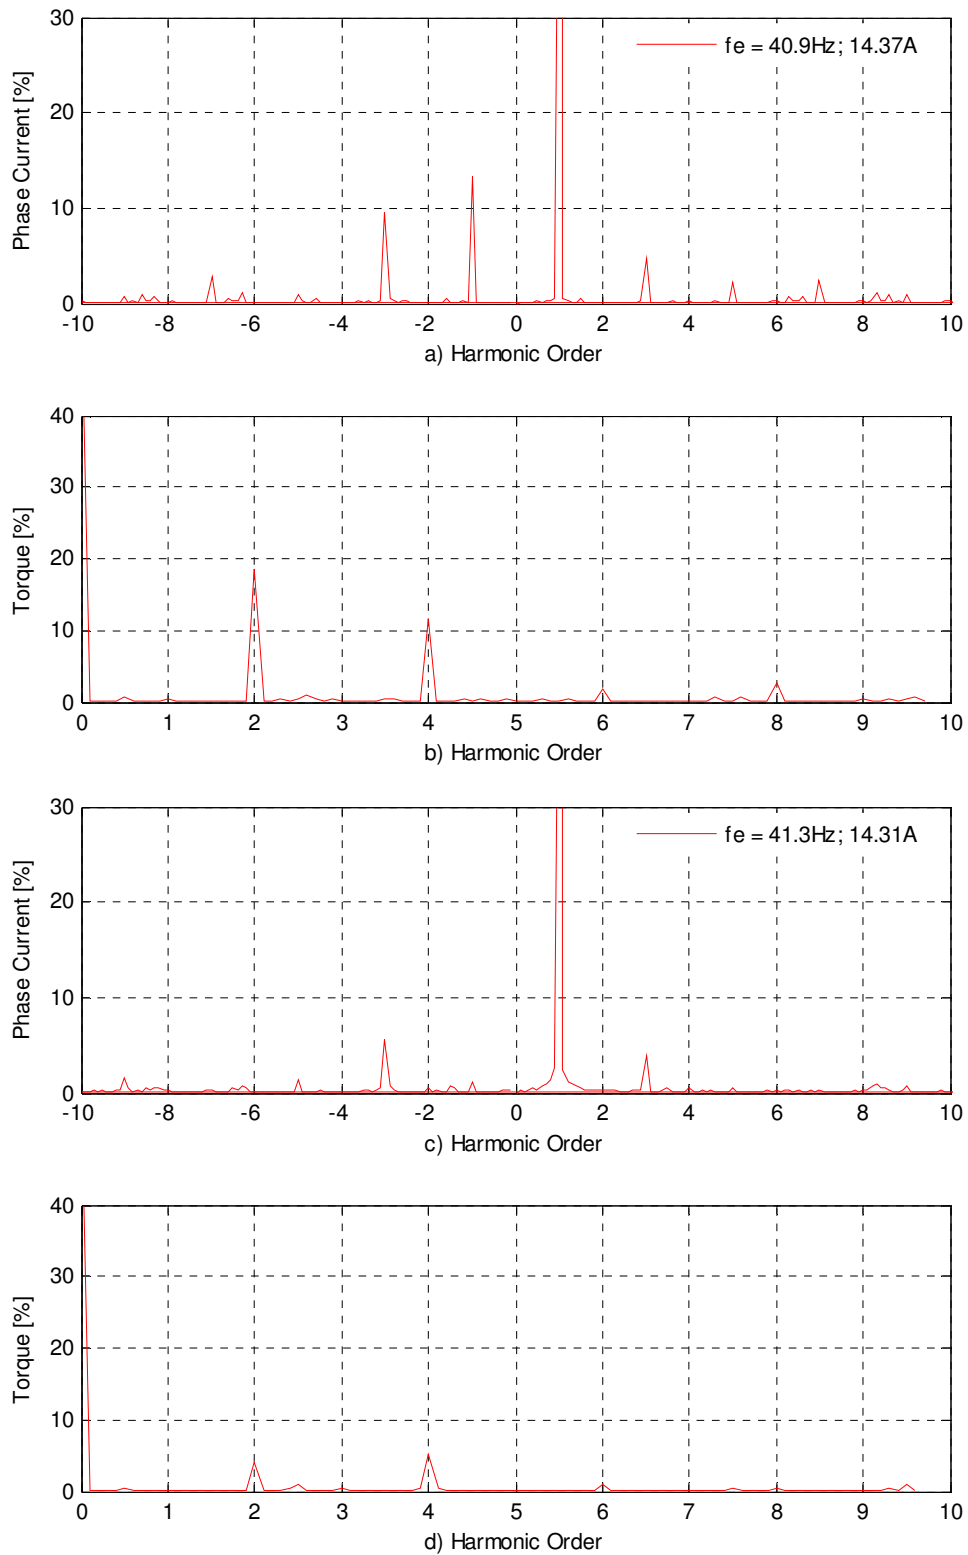 30
20
10
0
Phase Current [%]
fe = 40.9Hz; 14.37A
-10 -8 -6 -4 -2 0 2 4 6 8 10
a) Harmonic Order
40
30
20
10
0
Torque [%]
0 1 2 3 4 5 6 7 8 9 10
b) Harmonic Order
30
20
10
0
Phase Current [%]
fe = 41.3Hz; 14.31A
-10 -8 -6 -4 -2 0 2 4 6 8 10
c) Harmonic Order
40
30
20
10
0
Torque [%]
0 1 2 3 4 5 6 7 8 9 10
d) Harmonic Order